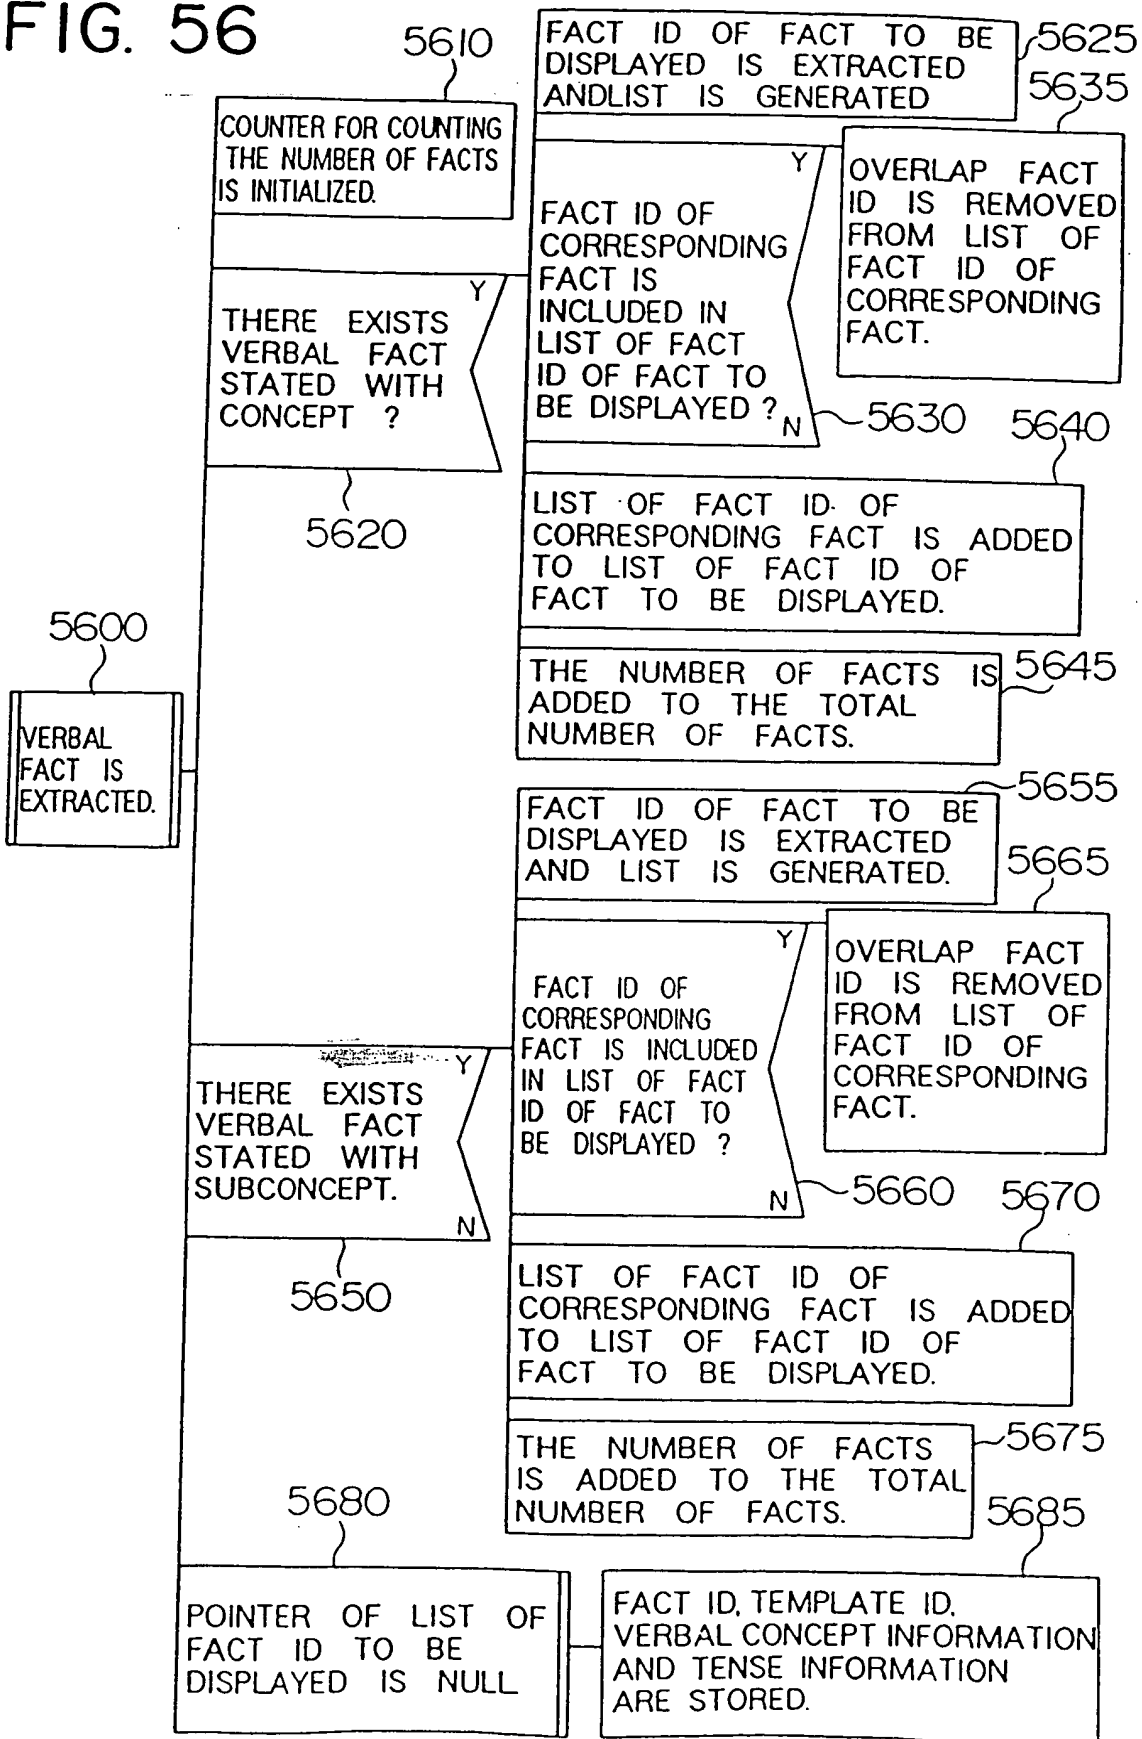 FIG. 56
5610
COUNTER FOR COUNTING
THE NUMBER OF FACTS
IS INITIALIZED.
FACT ID OF FACT TO BE
DISPLAYED IS EXTRACTED
ANDLIST IS GENERATED
5625
5635
Y
FACT ID OF
CORRESPONDING
FACT IS
INCLUDED IN
LIST OF FACT
ID OF FACT TO
BE DISPLAYED ?
N
5630
OVERLAP FACT
ID IS REMOVED
FROM LIST OF
FACT ID OF
CORRESPONDING
FACT.
Y
THERE EXISTS
VERBAL FACT
STATED WITH
CONCEPT ?
5620
5640
LIST OF FACT ID OF
CORRESPONDING FACT IS ADDED
TO LIST OF FACT ID OF
FACT TO BE DISPLAYED.
5600
VERBAL
FACT IS
EXTRACTED.
THE NUMBER OF FACTS IS
ADDED TO THE TOTAL
NUMBER OF FACTS.
5645
5655
FACT ID OF FACT TO BE
DISPLAYED IS EXTRACTED
AND LIST IS GENERATED.
5665
Y
FACT ID OF
CORRESPONDING
FACT IS INCLUDED
IN LIST OF FACT
ID OF FACT TO
BE DISPLAYED ?
N
5660
OVERLAP FACT
ID IS REMOVED
FROM LIST OF
FACT ID OF
CORRESPONDING
FACT.
Y
THERE EXISTS
VERBAL FACT
STATED WITH
SUBCONCEPT.
N
5650
5670
LIST OF FACT ID OF
CORRESPONDING FACT IS ADDED
TO LIST OF FACT ID OF
FACT TO BE DISPLAYED.
THE NUMBER OF FACTS
IS ADDED TO THE TOTAL
NUMBER OF FACTS.
5675
5680
POINTER OF LIST OF
FACT ID TO BE
DISPLAYED IS NULL
5685
FACT ID, TEMPLATE ID.
VERBAL CONCEPT INFORMATION
AND TENSE INFORMATION
ARE STORED.